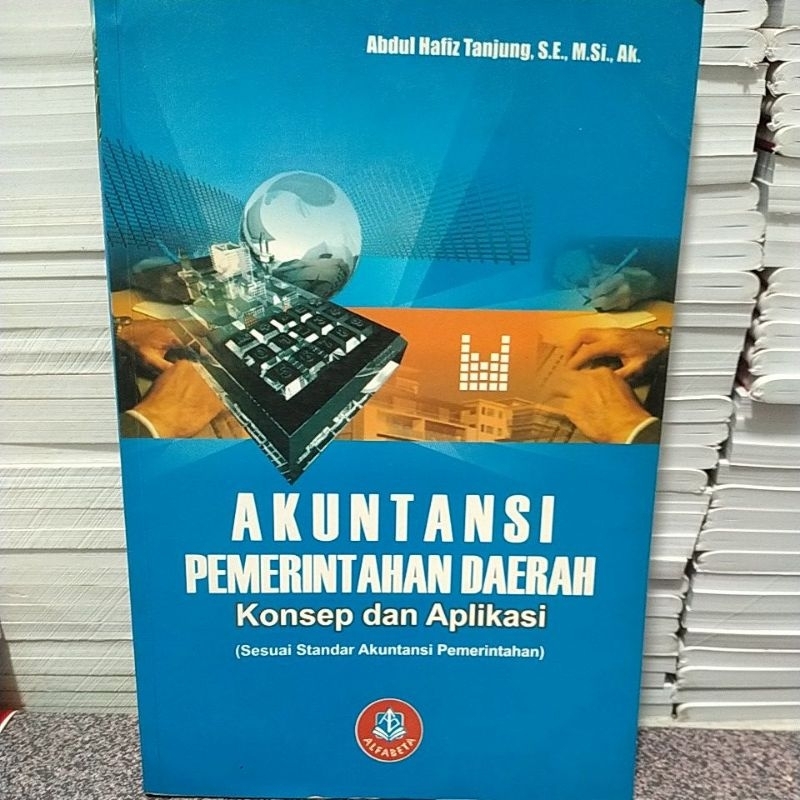 Abdul Hafiz Tanjung, S.E., M.Si., Ak.
AKUNTANSI
PEMERINTAHAN DAERAH
Konsep dan Aplikasi
(Sesuai Standar Akuntansi Pemerintahan)
ALFABETA